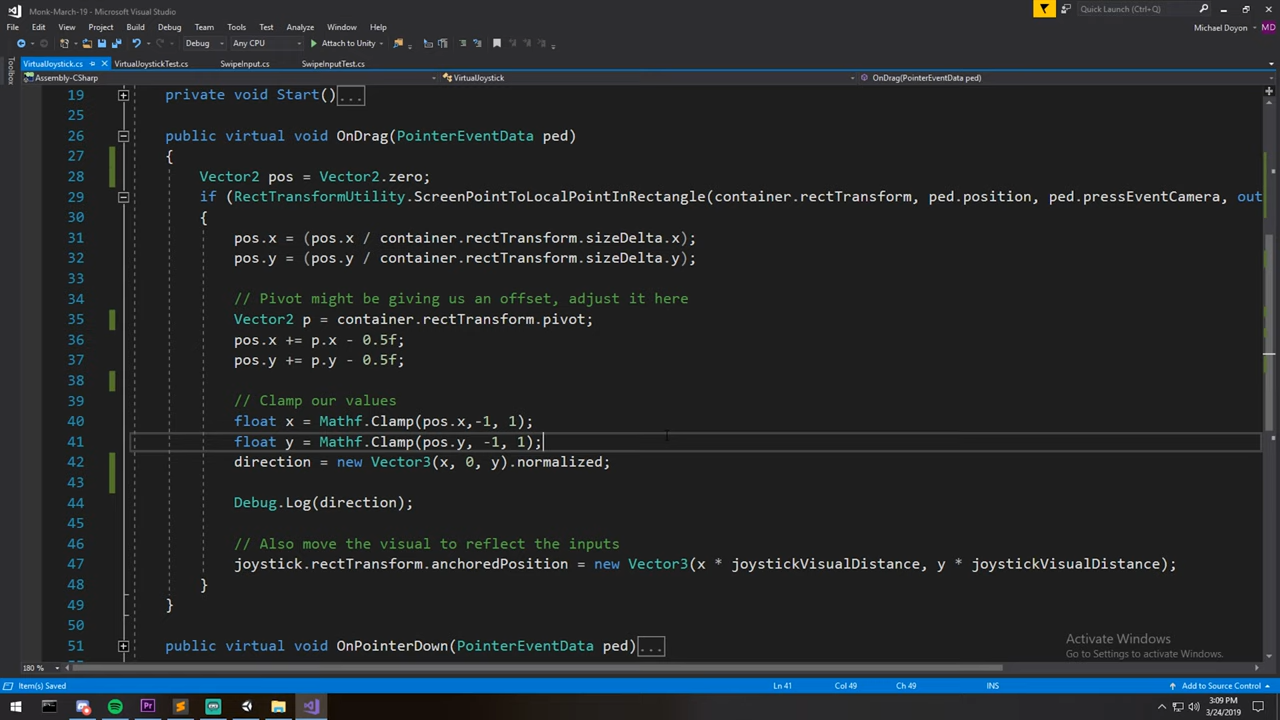 Monk-March-19 - Microsoft Visual Studio
Quick Launch (Ctrl+Q)
File Edit View Project Build Debug Team Tools Test Analyze Window Help
Michael Doyon MD
Debug Any CPU Attach to Unity
Toolbox
VirtualJoystick.cs VirtualJoystickTest.cs SwipeInput.cs SwipeInputTest.cs
Assembly-CSharp VirtualJoystick OnDrag(PointerEventData ped)
19 private void Start()...
25
26 public virtual void OnDrag(PointerEventData ped)
27 {
28 Vector2 pos = Vector2.zero;
29 if (RectTransformUtility.ScreenPointToLocalPointInRectangle(container.rectTransform, ped.position, ped.pressEventCamera, out
30 {
31 pos.x = (pos.x / container.rectTransform.sizeDelta.x);
32 pos.y = (pos.y / container.rectTransform.sizeDelta.y);
33
34 // Pivot might be giving us an offset, adjust it here
35 Vector2 p = container.rectTransform.pivot;
36 pos.x += p.x - 0.5f;
37 pos.y += p.y - 0.5f;
38
39 // Clamp our values
40 float x = Mathf.Clamp(pos.x,-1, 1);
41 float y = Mathf.Clamp(pos.y, -1, 1);
42 direction = new Vector3(x, 0, y).normalized;
43
44 Debug.Log(direction);
45
46 // Also move the visual to reflect the inputs
47 joystick.rectTransform.anchoredPosition = new Vector3(x * joystickVisualDistance, y * joystickVisualDistance);
48 }
49 }
50
51 public virtual void OnPointerDown(PointerEventData ped)...
Activate Windows
Go to Settings to activate Windows.
180 %
Item(s) Saved Ln 41 Col 49 Ch 49 INS Add to Source Control
3:09 PM
3/24/2019